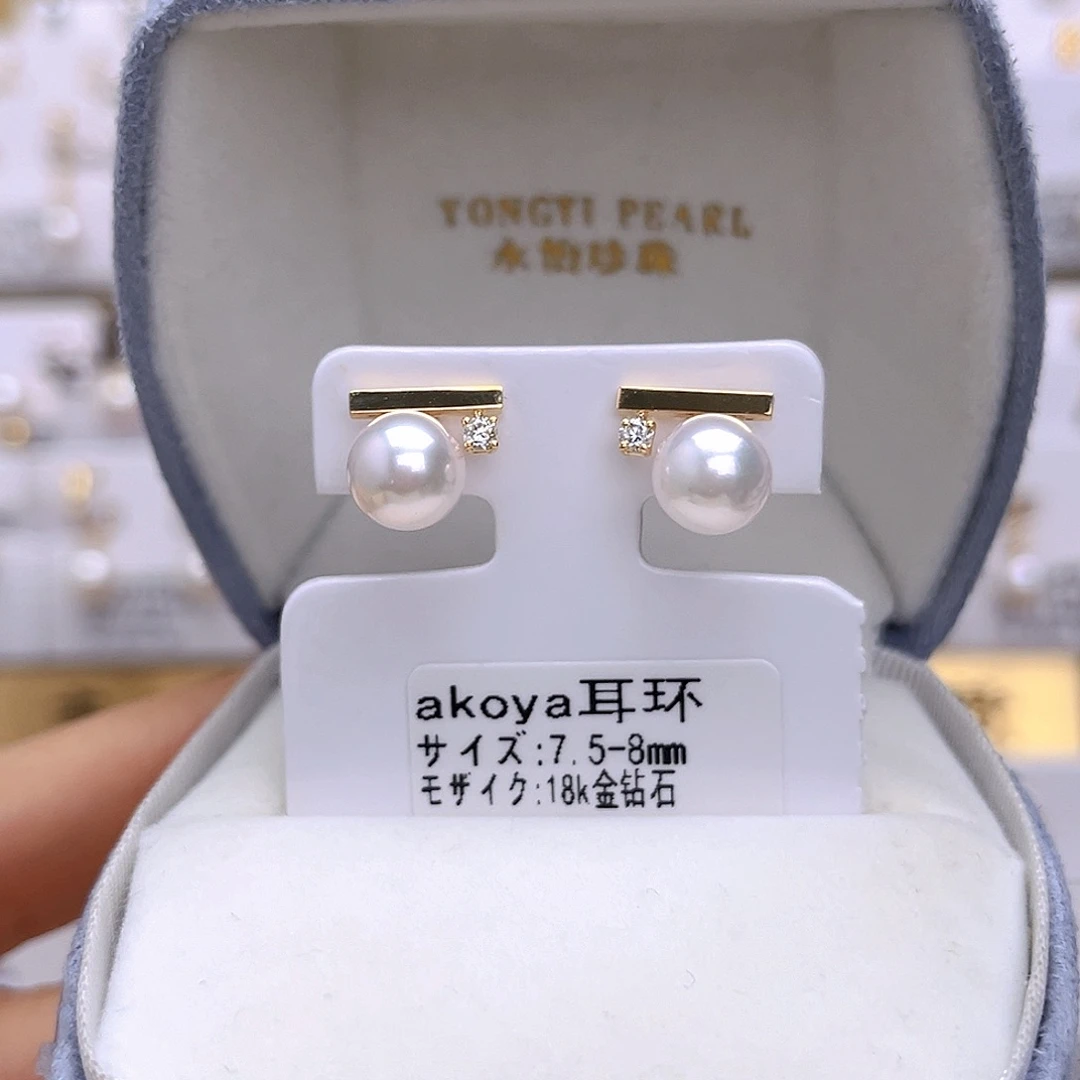 YONGYI PEARL
永怡珍珠
akoya耳环
サイズ:7.5-8mm
モザイク:18k金钻石